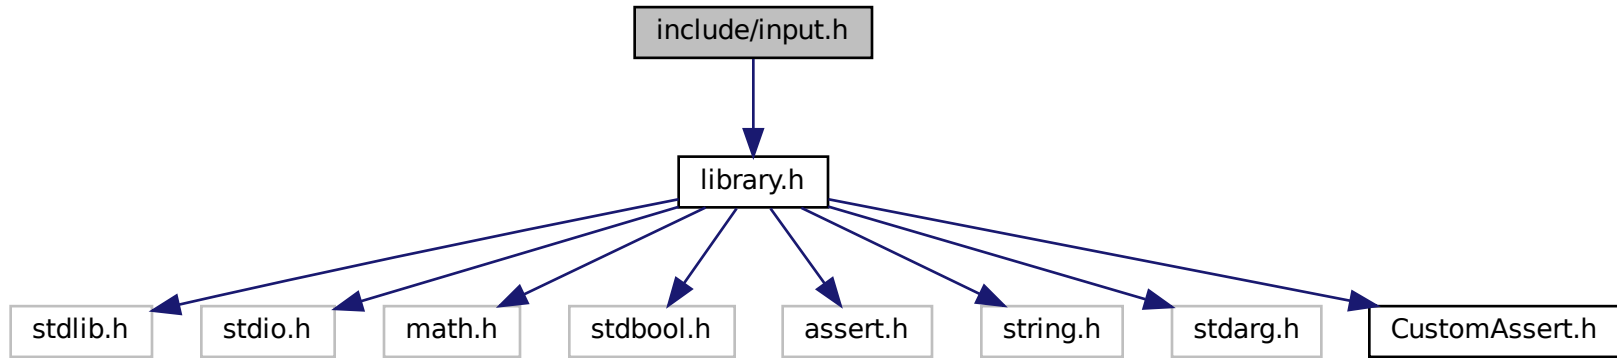 include/input.h
library.h
stdlib.h
stdio.h
math.h
stdbool.h
assert.h
string.h
stdarg.h
CustomAssert.h